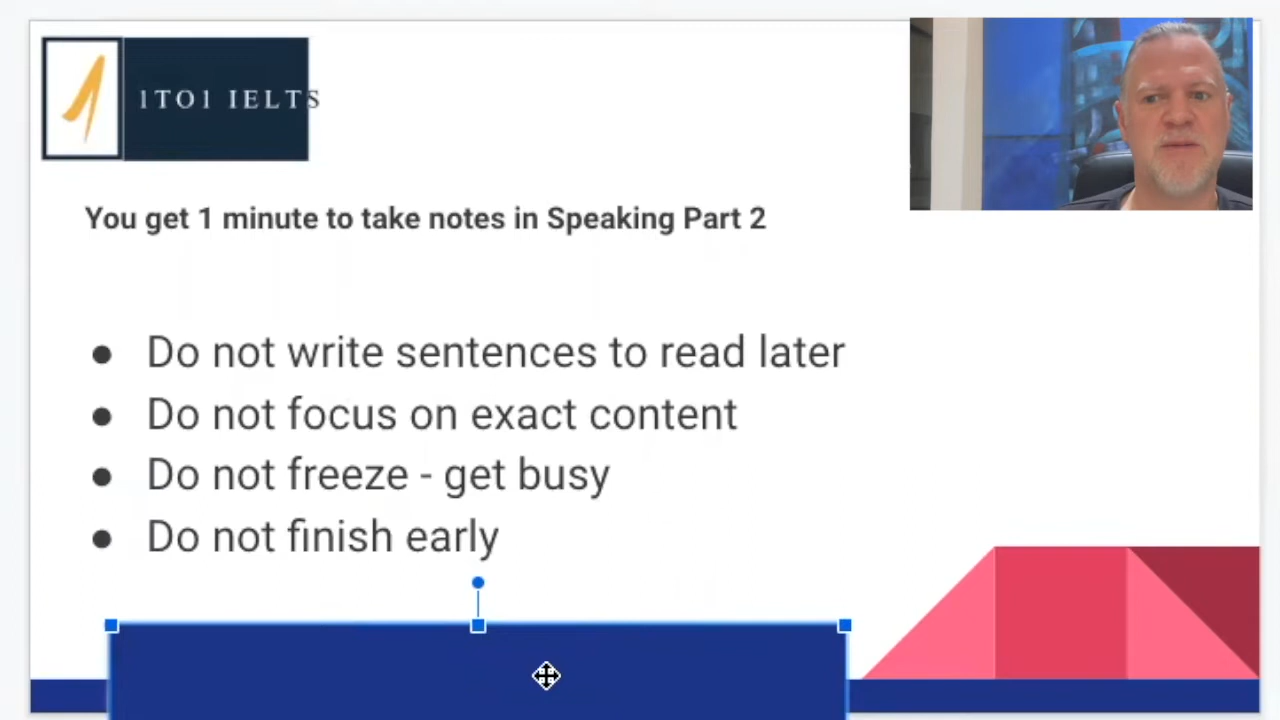 1TO1 IELTS
You get 1 minute to take notes in Speaking Part 2
● Do not write sentences to read later
● Do not focus on exact content
● Do not freeze - get busy
● Do not finish early